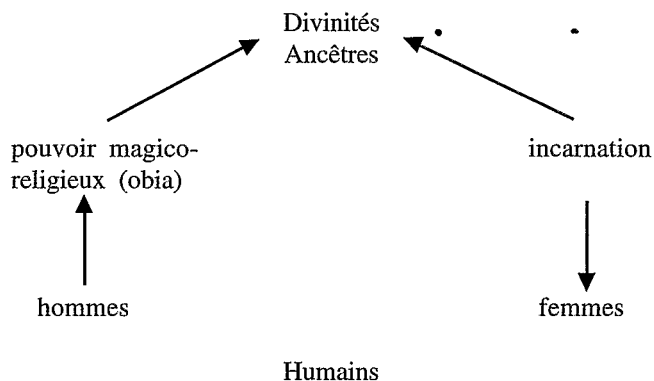 Divinités
Ancêtres
pouvoir magico-
religieux (obia)
incarnation
hommes
femmes
Humains